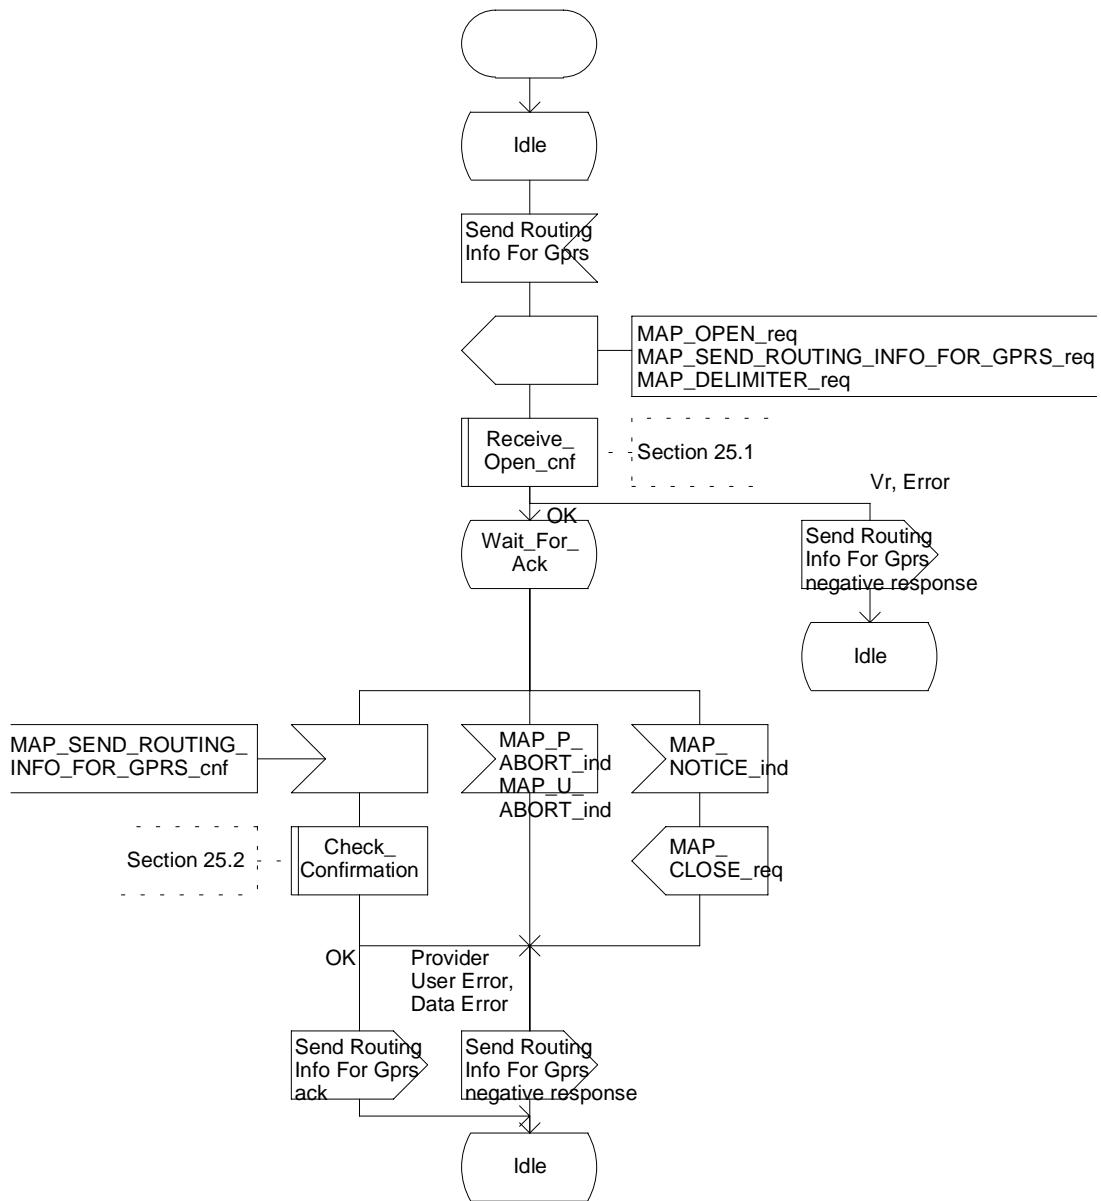 Idle
Send Routing
Info For Gprs
MAP_OPEN_req
MAP_SEND_ROUTING_INFO_FOR_GPRS_req
MAP_DELIMITER_req
Receive_
Open_cnf
Section 25.1
Vr, Error
OK
Wait_For_
Ack
Send Routing
Info For Gprs
negative response
Idle
MAP_SEND_ROUTING_
INFO_FOR_GPRS_cnf
MAP_P_
ABORT_ind
MAP_U_
ABORT_ind
MAP_
NOTICE_ind
Section 25.2
Check_
Confirmation
MAP_
CLOSE_req
OK
Provider
User Error,
Data Error
Send Routing
Info For Gprs
ack
Send Routing
Info For Gprs
negative response
Idle